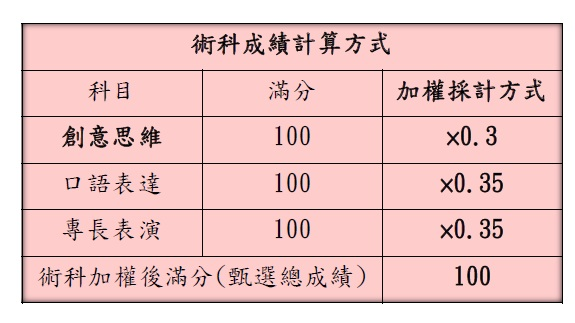 術科成績計算方式
科目 滿分 加權採計方式
創意思維 100 ×0.3
口語表達 100 ×0.35
專長表演 100 ×0.35
術科加權後滿分(甄選總成績) 100